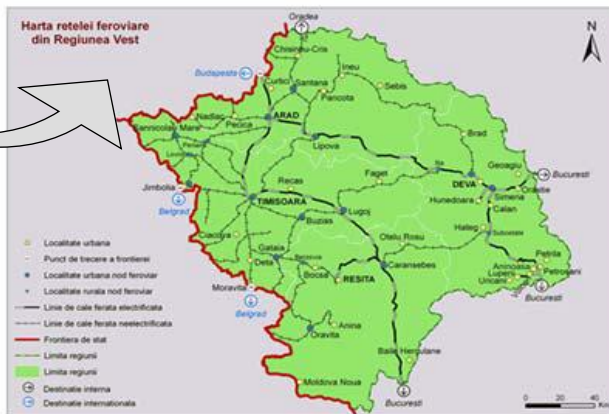 Harta retelei feroviare
din Regiunea Vest
N
Oradea
Chisineu-Cris
Budapesta
Curtici
Santana
Ineu
Sebis
Pancota
Nadlac
Pecica
ARAD
Sannicolau Mare
Lipova
Brad
Ilia
Geoagiu
Bucuresti
DEVA
Orastie
Simeria
Hunedoara
Calan
Jimbolia
Belgrad
Recas
Faget
TIMISOARA
Lugoj
Buzias
Hateg
Subcetate
Ciacova
Gataia
Deta
Otelu Rosu
Petrila
Aninoasa
Petrosani
Lupeni
Uricani
Bucuresti
Bocsa
RESITA
Caransebes
Moravita
Belgrad
Anina
Oravita
Baile Herculane
Moldova Noua
Bucuresti
Localitate urbana
Punct de trecere a frontierei
Localitate urbana nod feroviar
Localitate rurala nod feroviar
Linie de cale ferata electrificata
Linie de cale ferata neelectrificata
Frontiera de stat
Limita regiunii
Limita regiunii
Destinatie interna
Destinatie internationala
0 20 40
Km